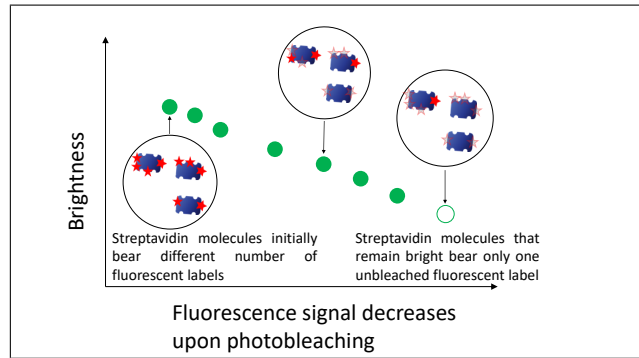 Brightness
Streptavidin molecules initially
bear different number of
fluorescent labels
Streptavidin molecules that
remain bright bear only one
unbleached fluorescent label
Fluorescence signal decreases
upon photobleaching